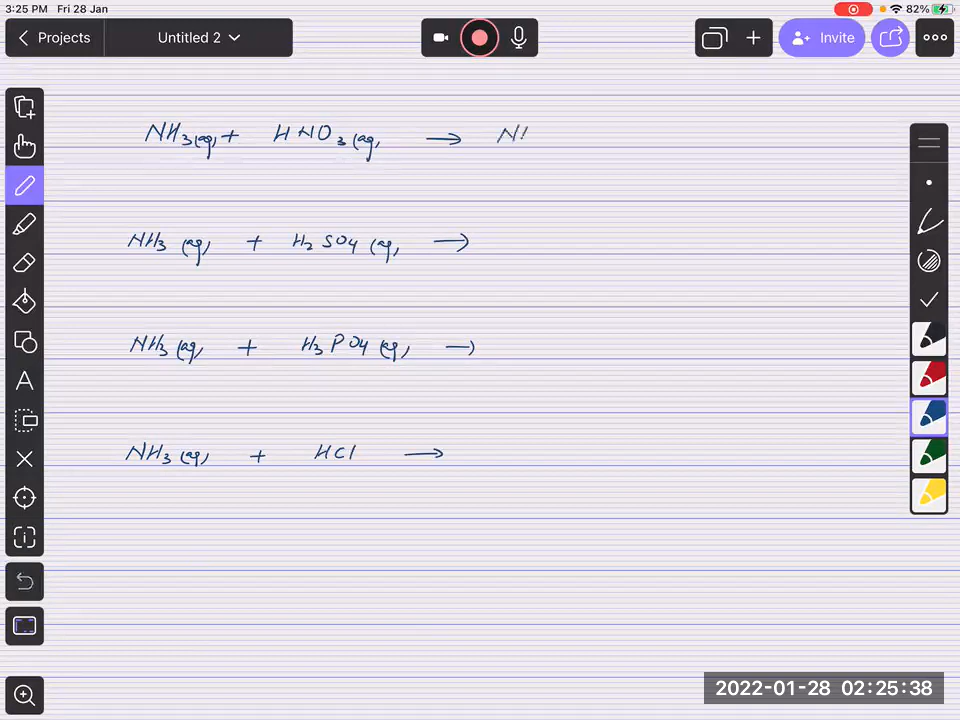 3:25 PM Fri 28 Jan 82%
Projects Untitled 2 Invite
NH₃(aq) + HNO₃(aq) → N
NH₃ (aq) + H₂SO₄ (aq) →
NH₃ (aq) + H₃PO₄ (aq) →
NH₃ (aq) + HCl →
A
2022-01-28 02:25:38